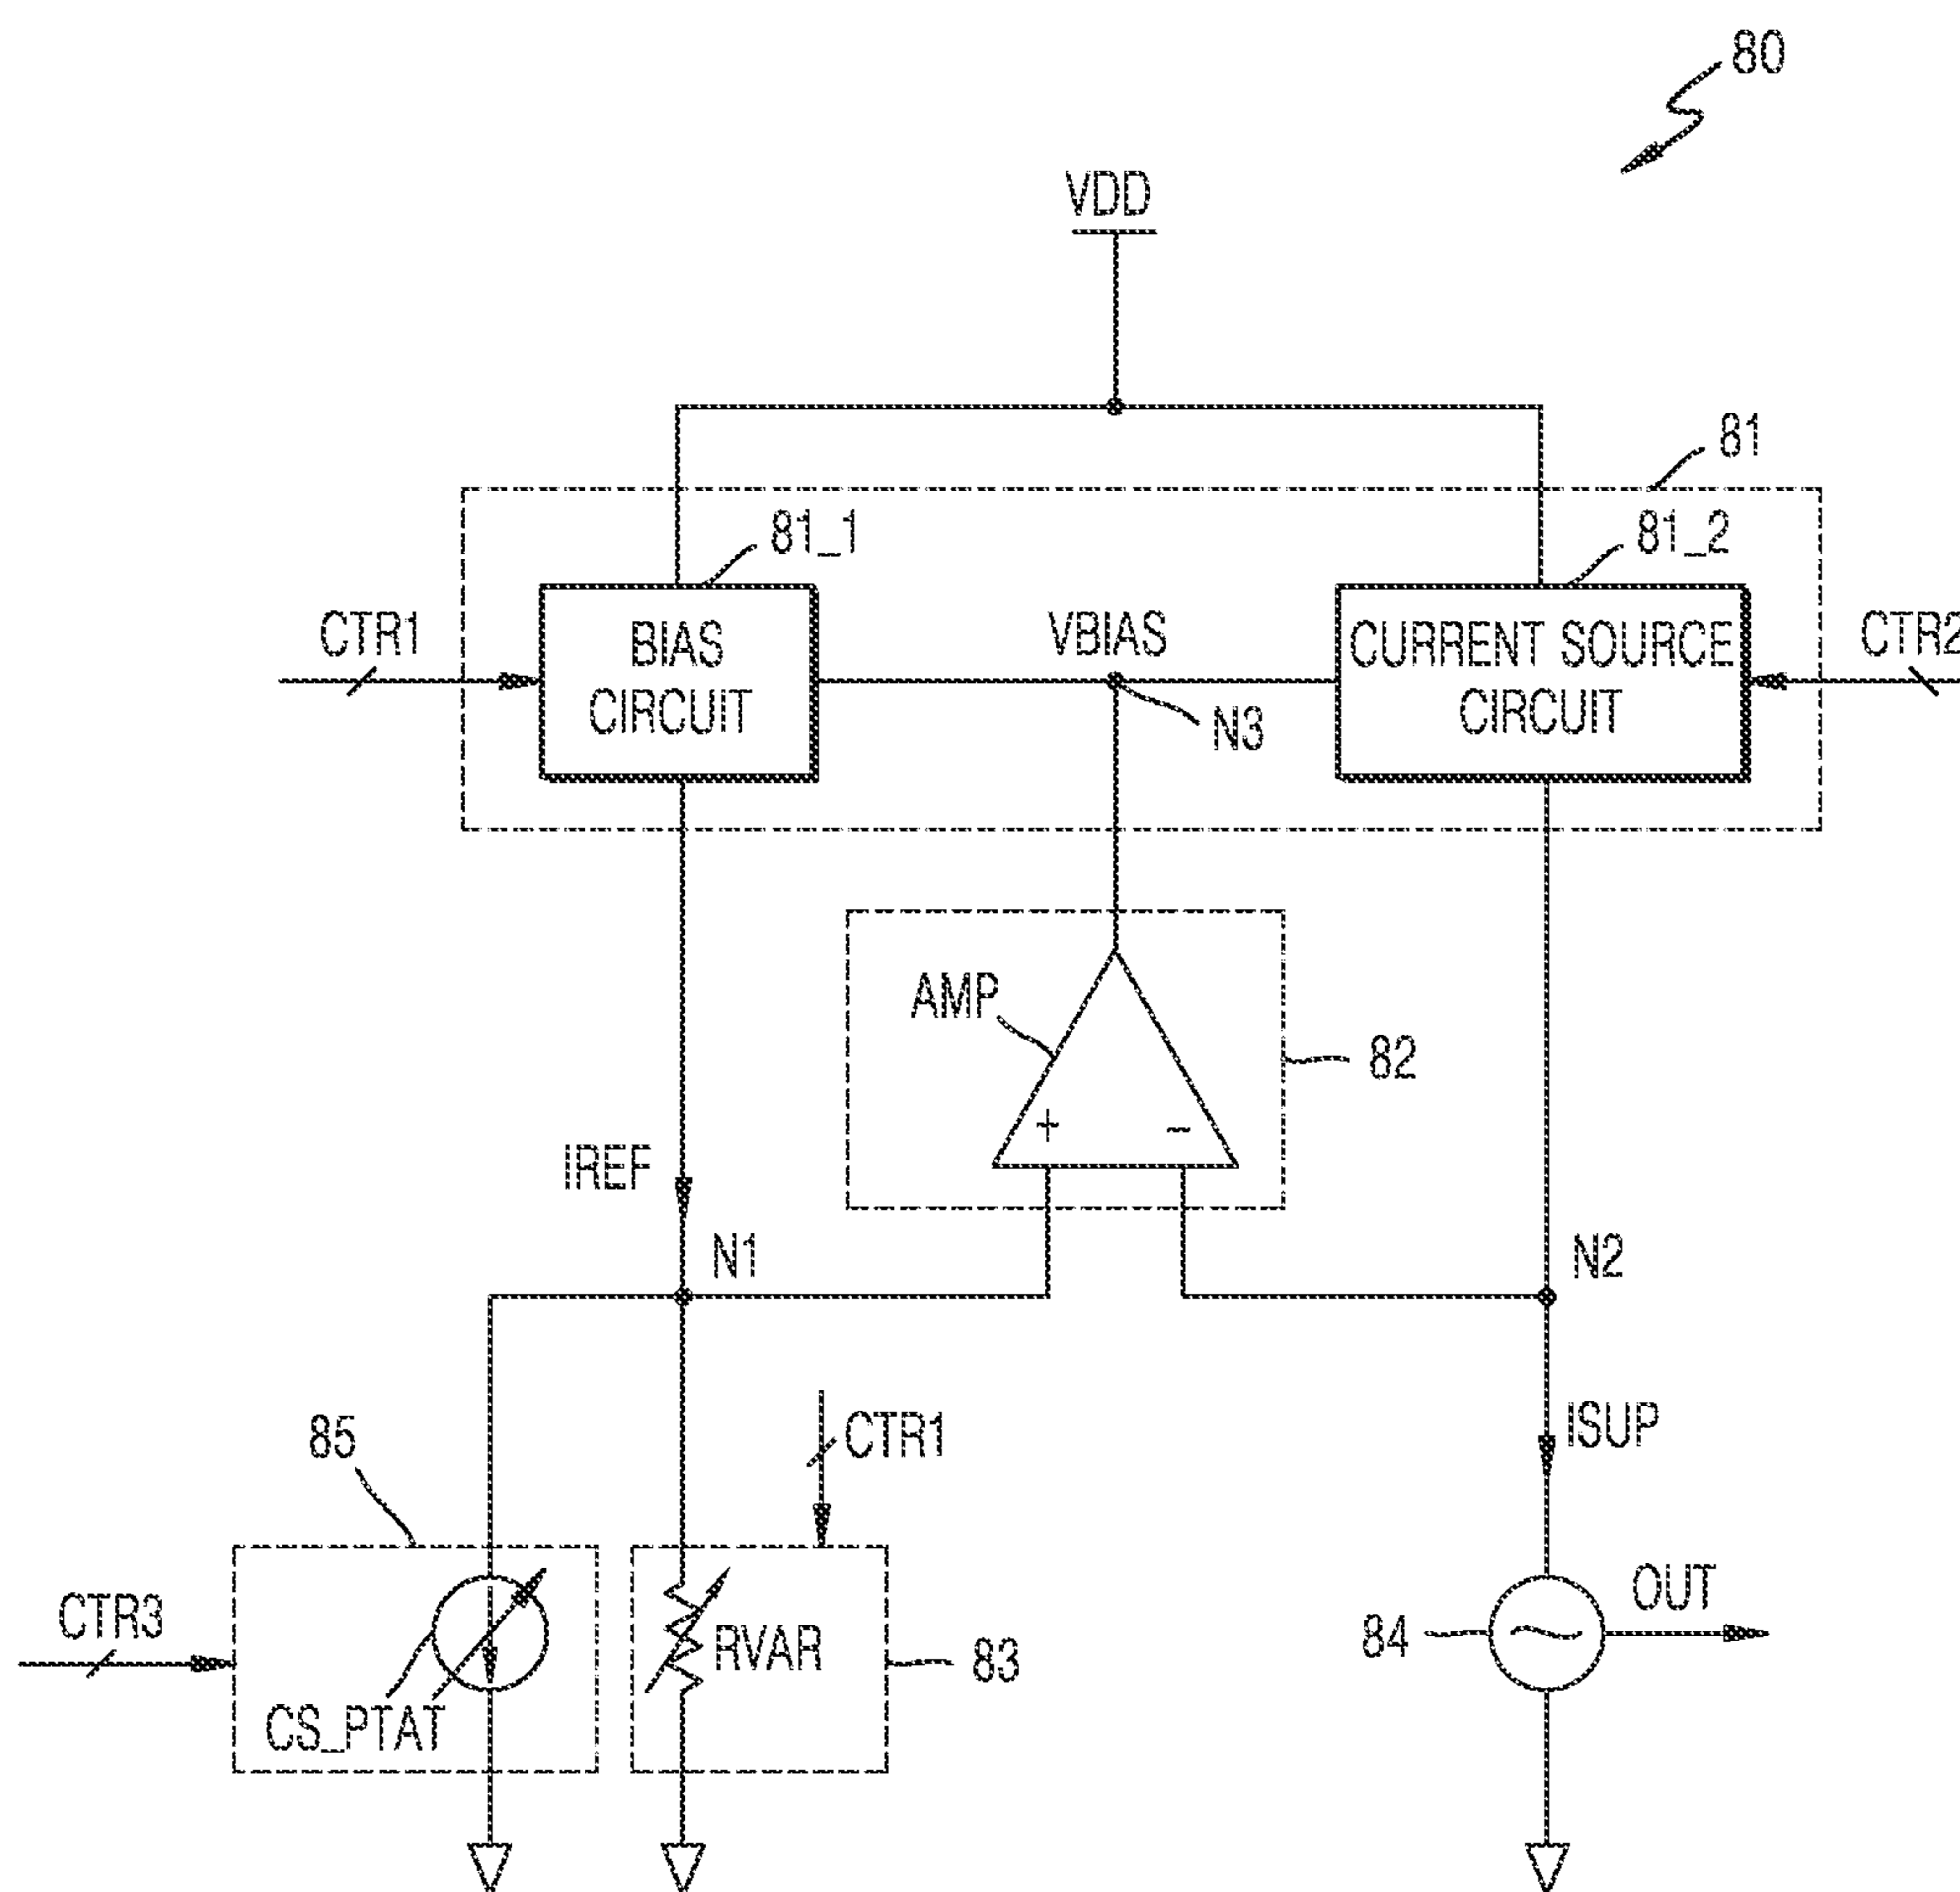 80
VDD
81
81_1
81_2
CTR1
BIAS
CIRCUIT
VBIAS
CURRENT SOURCE
CIRCUIT
CTR2
N3
AMP
82
+
-
IREF
N1
N2
85
CTR1
ISUP
CTR3
RVAR
83
84
~
OUT
CS_PTAT